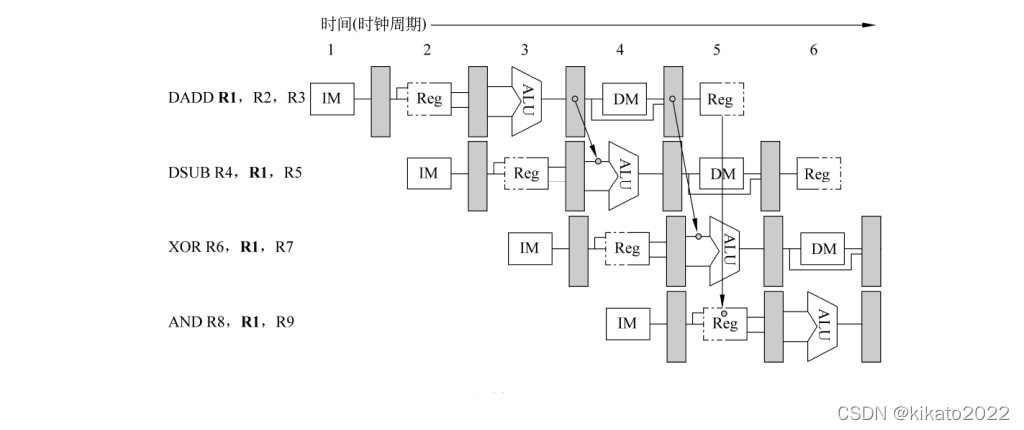 时间(时钟周期)
1 2 3 4 5 6
DADD R1，R2，R3 IM Reg ALU DM Reg
DSUB R4，R1，R5 IM Reg ALU DM Reg
XOR R6，R1，R7 IM Reg ALU DM
AND R8，R1，R9 IM Reg ALU
CSDN @kikato2022